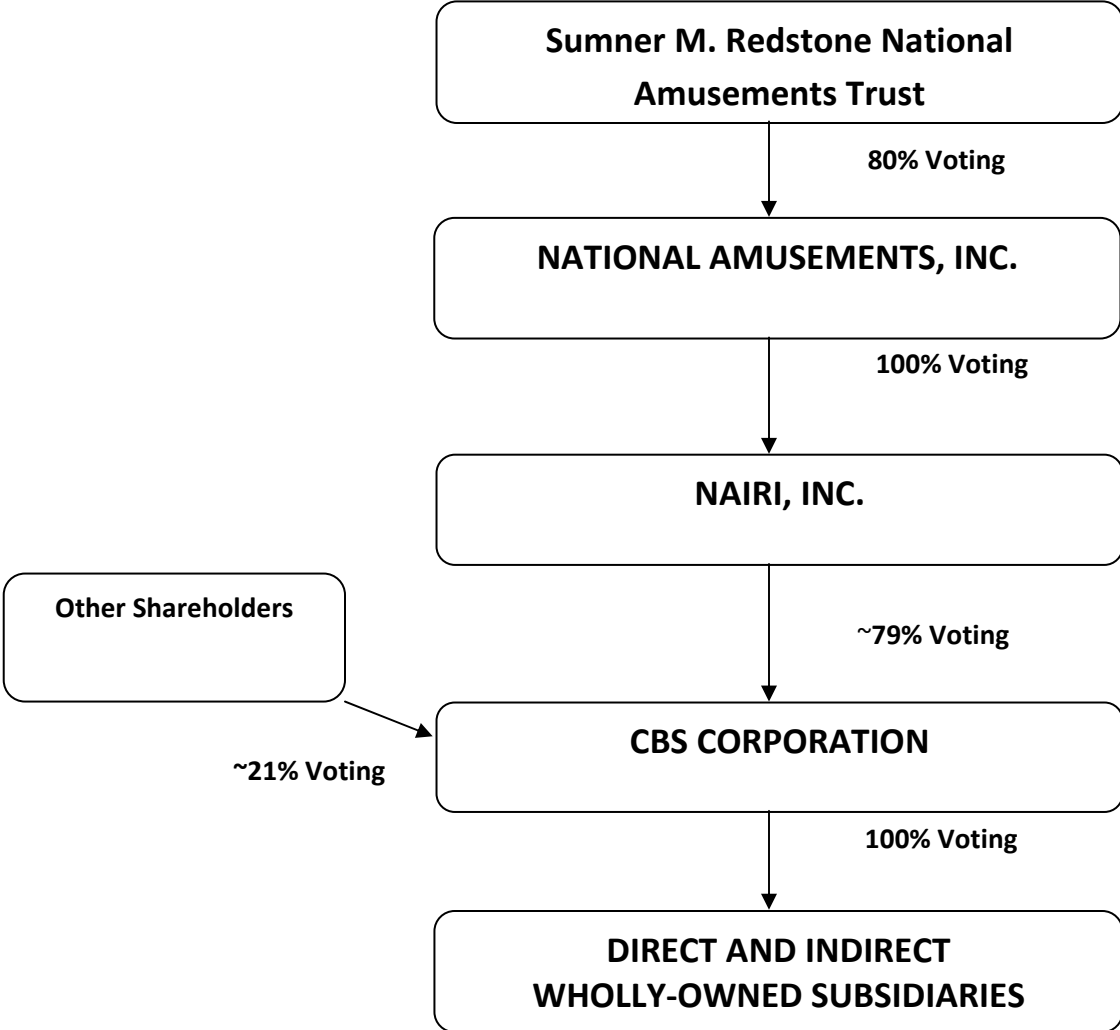 Sumner M. Redstone National
Amusements Trust
80% Voting
NATIONAL AMUSEMENTS, INC.
100% Voting
NAIRI, INC.
Other Shareholders
~79% Voting
CBS CORPORATION
~21% Voting
100% Voting
DIRECT AND INDIRECT
WHOLLY-OWNED SUBSIDIARIES